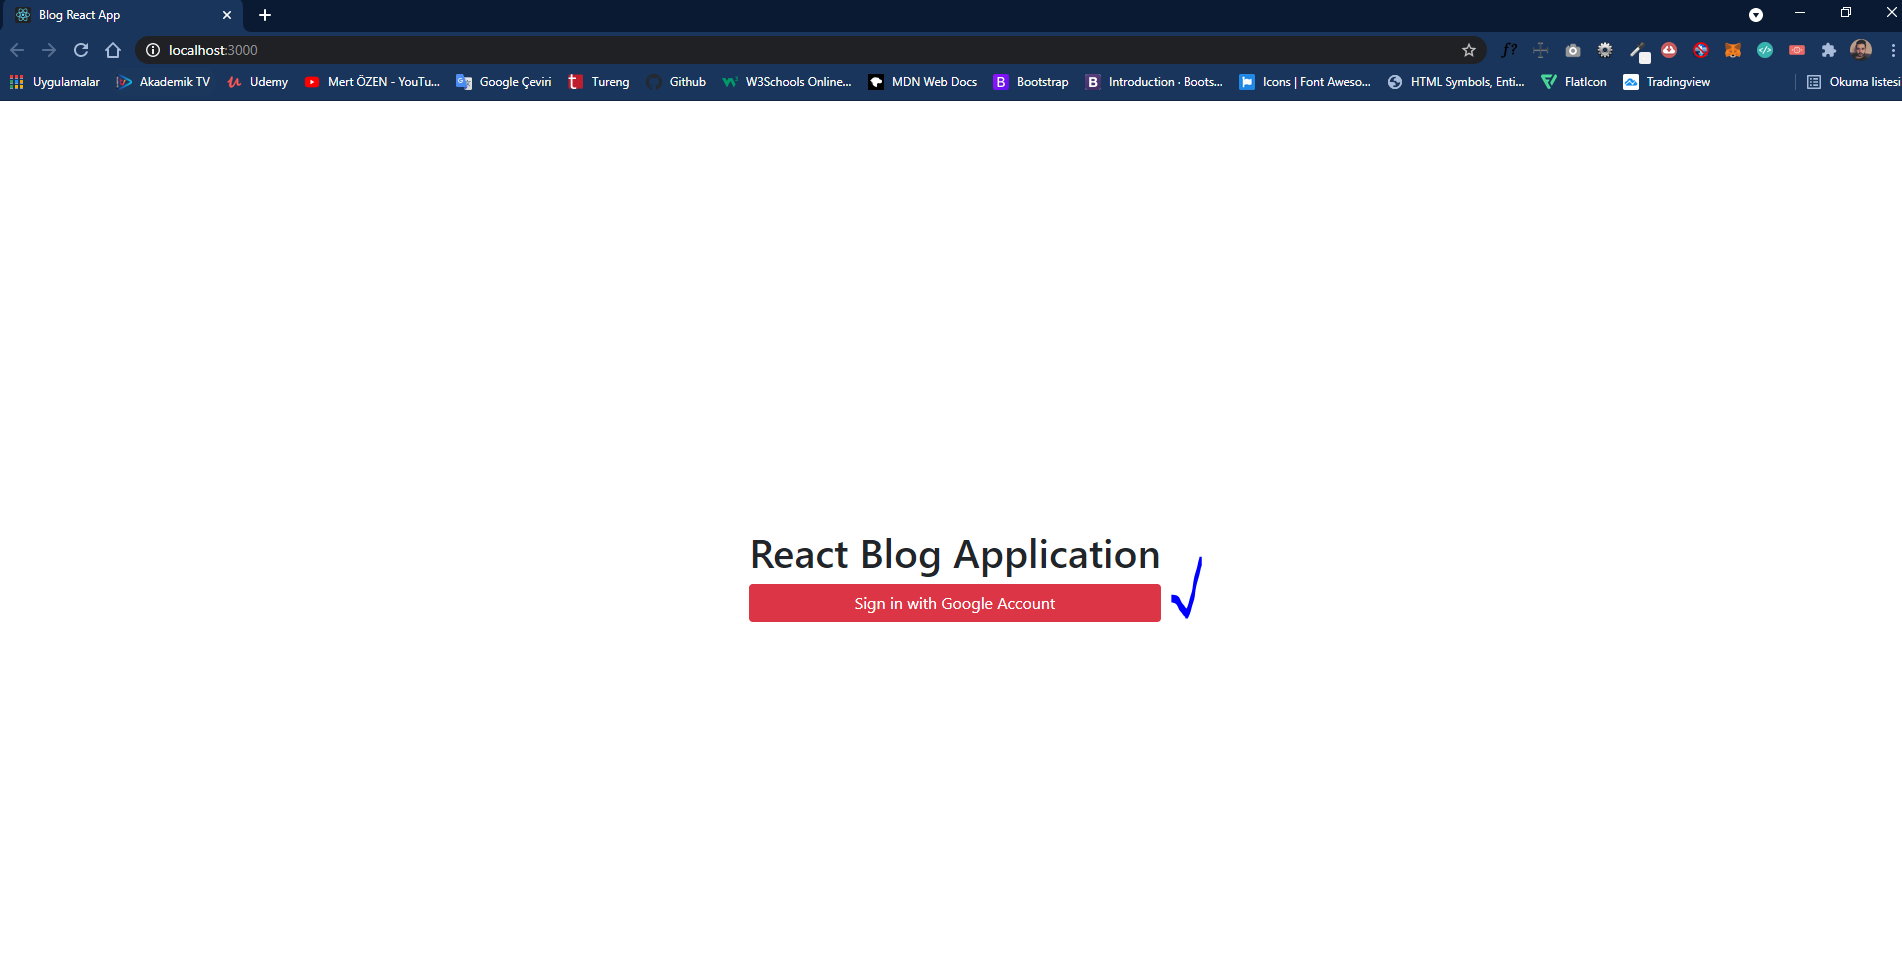 Blog React App
localhost:3000
f?
Uygulamalar Akademik TV Udemy Mert ÖZEN - YouTu... Google Çeviri Tureng Github W3Schools Online... MDN Web Docs Bootstrap Introduction · Boots... Icons | Font Aweso... HTML Symbols, Enti... FlatIcon Tradingview Okuma listesi
React Blog Application
Sign in with Google Account